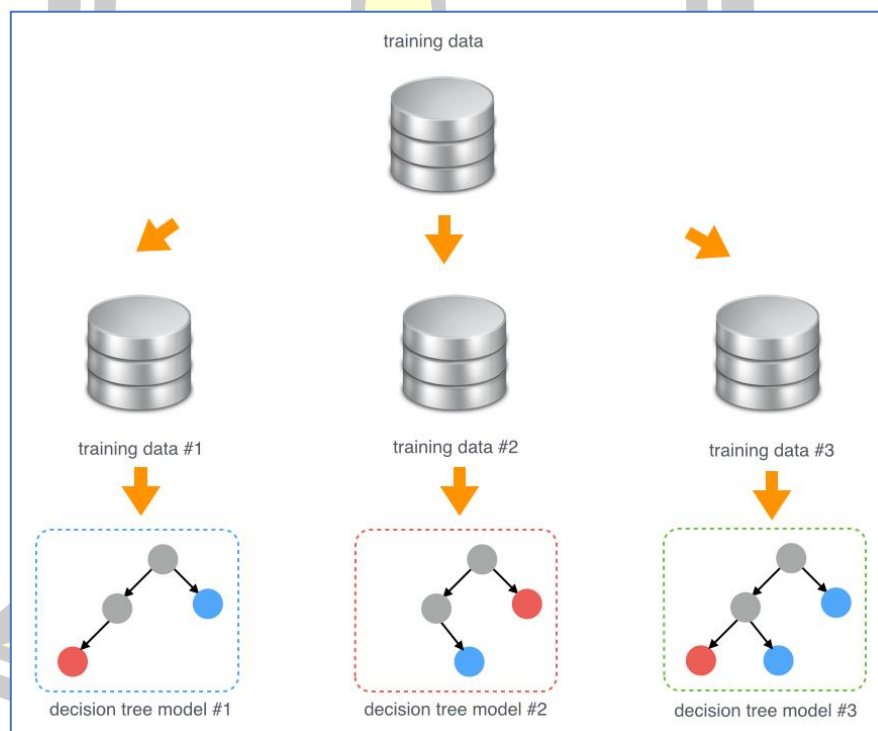 training data
training data #1
training data #2
training data #3
decision tree model #1
decision tree model #2
decision tree model #3